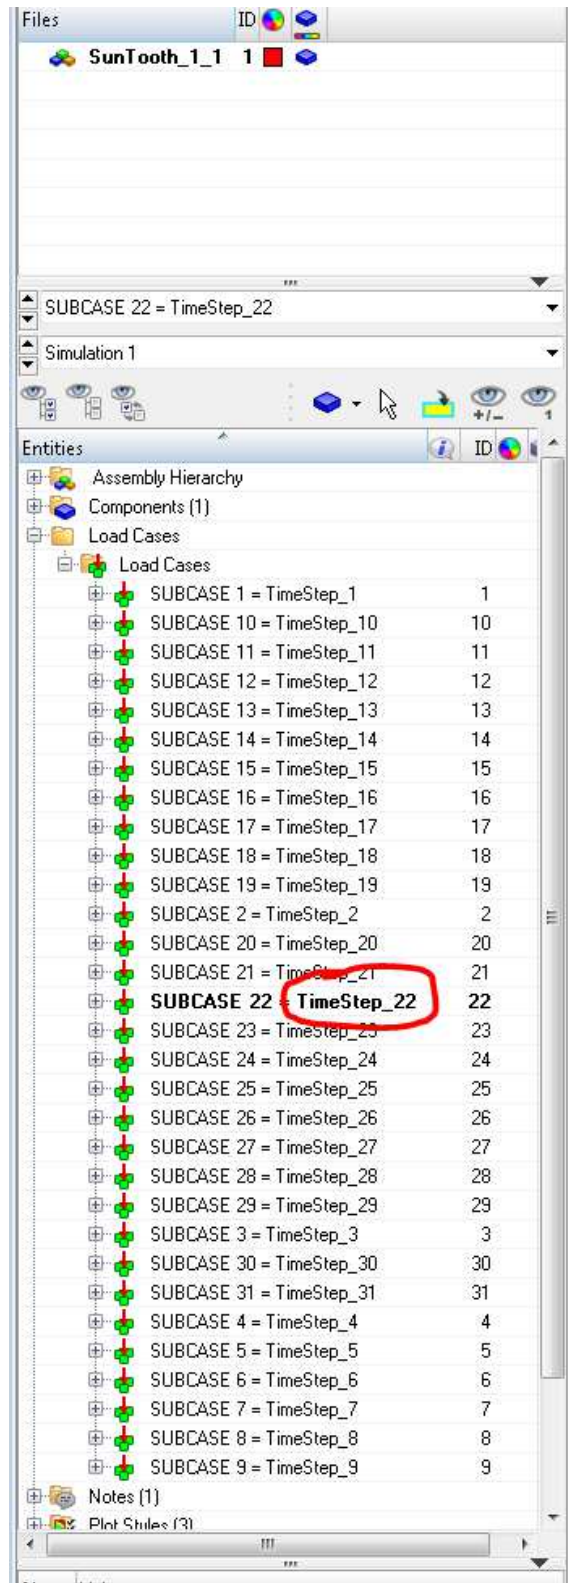 Files ID
SunTooth_1_1 1
SUBCASE 22 = TimeStep_22
Simulation 1
+/- 1
Entities ID
Assembly Hierarchy
Components (1)
Load Cases
Load Cases
SUBCASE 1 = TimeStep_1 1
SUBCASE 10 = TimeStep_10 10
SUBCASE 11 = TimeStep_11 11
SUBCASE 12 = TimeStep_12 12
SUBCASE 13 = TimeStep_13 13
SUBCASE 14 = TimeStep_14 14
SUBCASE 15 = TimeStep_15 15
SUBCASE 16 = TimeStep_16 16
SUBCASE 17 = TimeStep_17 17
SUBCASE 18 = TimeStep_18 18
SUBCASE 19 = TimeStep_19 19
SUBCASE 2 = TimeStep_2 2
SUBCASE 20 = TimeStep_20 20
SUBCASE 21 = TimeStep_21 21
SUBCASE 22 = TimeStep_22 22
SUBCASE 23 = TimeStep_23 23
SUBCASE 24 = TimeStep_24 24
SUBCASE 25 = TimeStep_25 25
SUBCASE 26 = TimeStep_26 26
SUBCASE 27 = TimeStep_27 27
SUBCASE 28 = TimeStep_28 28
SUBCASE 29 = TimeStep_29 29
SUBCASE 3 = TimeStep_3 3
SUBCASE 30 = TimeStep_30 30
SUBCASE 31 = TimeStep_31 31
SUBCASE 4 = TimeStep_4 4
SUBCASE 5 = TimeStep_5 5
SUBCASE 6 = TimeStep_6 6
SUBCASE 7 = TimeStep_7 7
SUBCASE 8 = TimeStep_8 8
SUBCASE 9 = TimeStep_9 9
Notes (1)
Plot Styles (3)